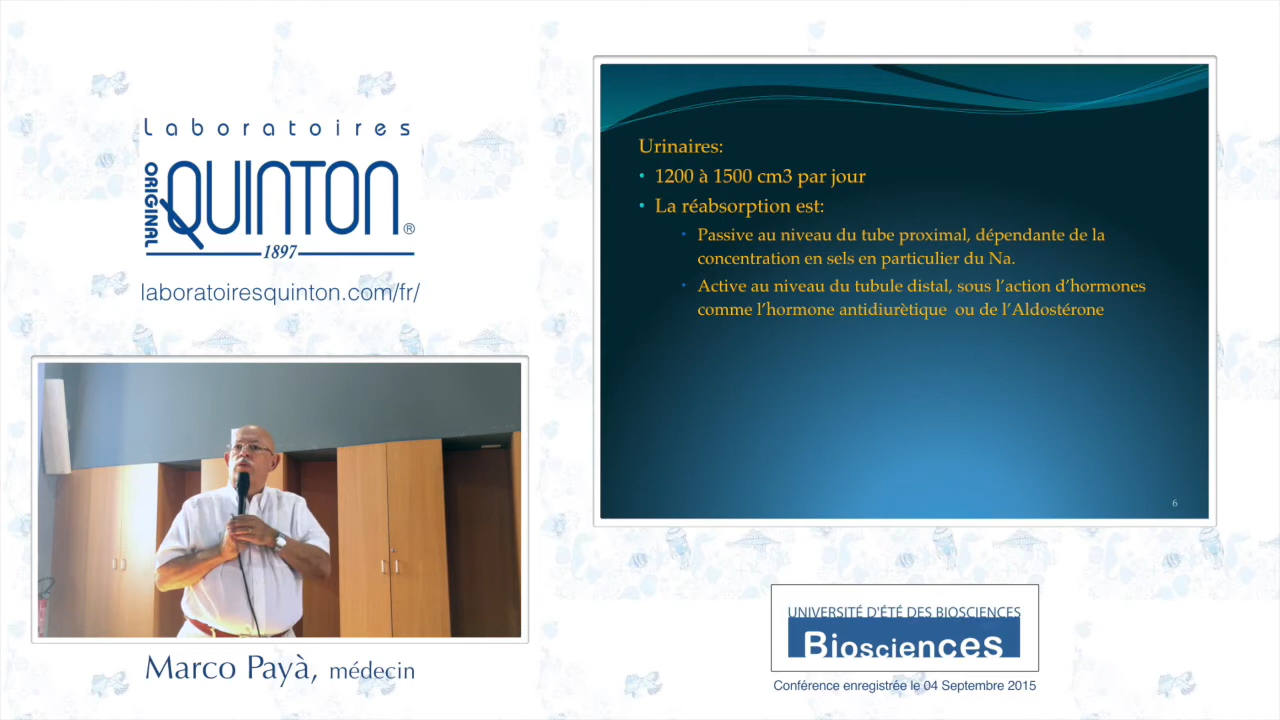 Laboratoires
ORIGINAL
QUINTON®
1897
laboratoiresquinton.com/fr/
Marco Payà, médecin
Urinaires:
• 1200 à 1500 cm3 par jour
• La réabsorption est:
• Passive au niveau du tube proximal, dépendante de la
concentration en sels en particulier du Na.
• Active au niveau du tubule distal, sous l'action d'hormones
comme l'hormone antidiurètique ou de l'Aldostérone
6
UNIVERSITÉ D'ÉTÉ DES BIOSCIENCES
Biosciences
Conférence enregistrée le 04 Septembre 2015